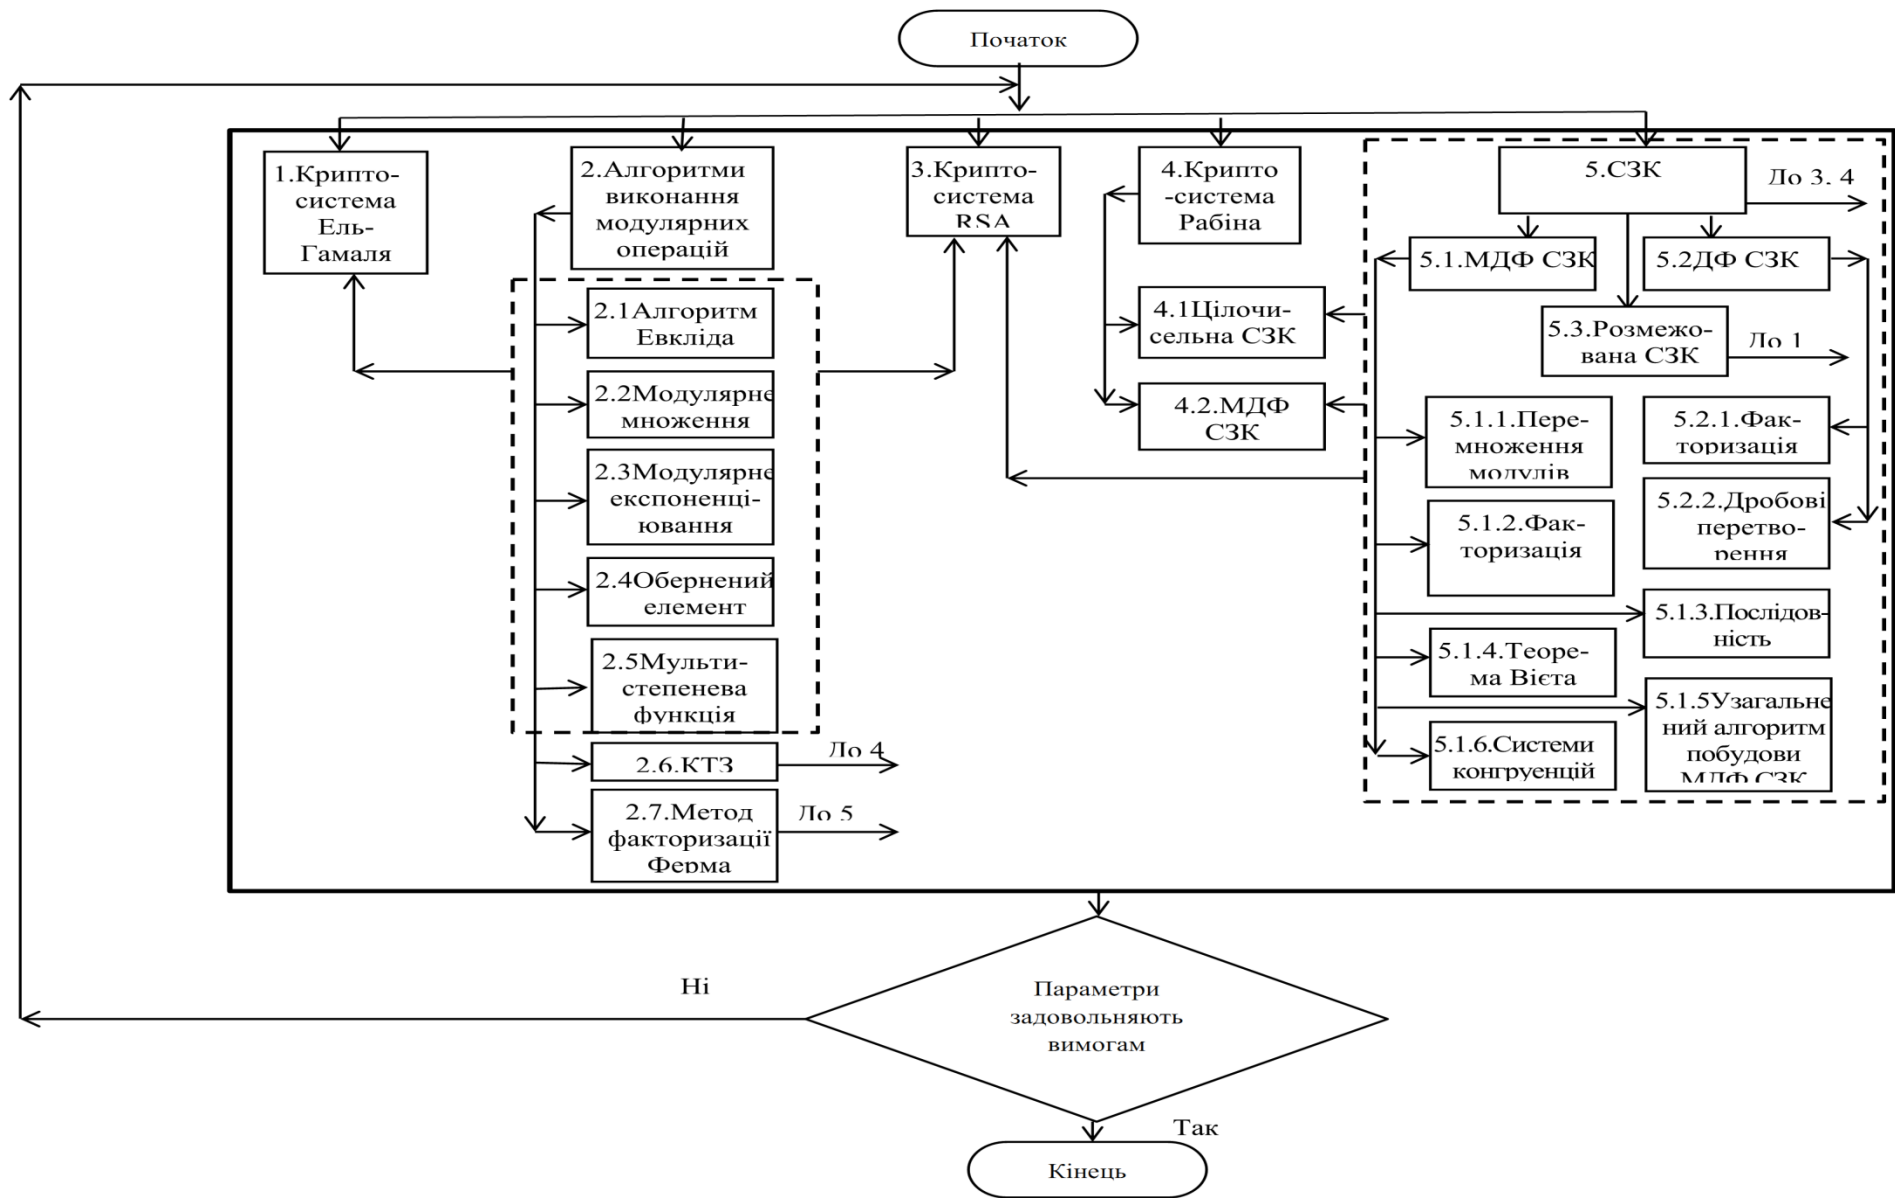 Початок
1.Крипто-
система
Ель-
Гамаля
2.Алгоритми
виконання
модулярних
операцій
2.1Алгоритм
Евкліда
2.2Модулярне
множення
2.3Модулярне
експоненці-
ювання
2.4Обернений
елемент
2.5Мульти-
степенева
функція
2.6.КТЗ
До 4
2.7.Метод
факторизації
Ферма
До 5
3.Крипто-
система
RSA
4.Крипто
-система
Рабіна
4.1Цілочи-
сельна СЗК
4.2.МДФ
СЗК
5.СЗК
До 3, 4
5.1.МДФ СЗК
5.2ДФ СЗК
5.3.Розмежо-
вана СЗК
До 1
5.1.1.Пере-
множення
модулів
5.2.1.Фак-
торизація
5.1.2.Фак-
торизація
5.2.2.Дробові
перетво-
рення
5.1.3.Послідов-
ність
5.1.4.Теоре-
ма Вієта
5.1.5Узагальне
ний алгоритм
побудови
МДФ СЗК
5.1.6.Системи
конгруенцій
Параметри
задовольняють
вимогам
Ні
Так
Кінець